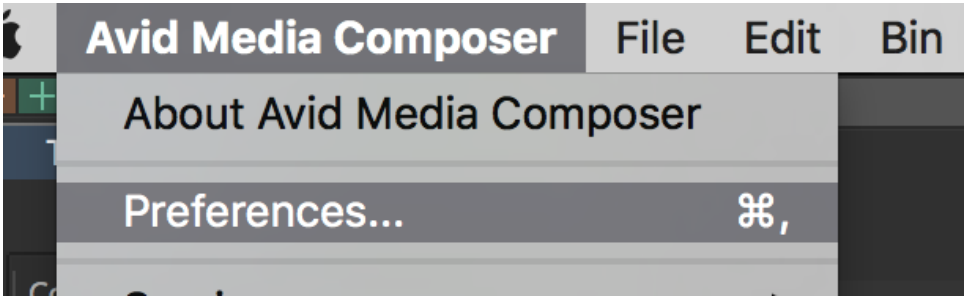 Avid Media Composer File Edit Bin
About Avid Media Composer
Preferences... ⌘,